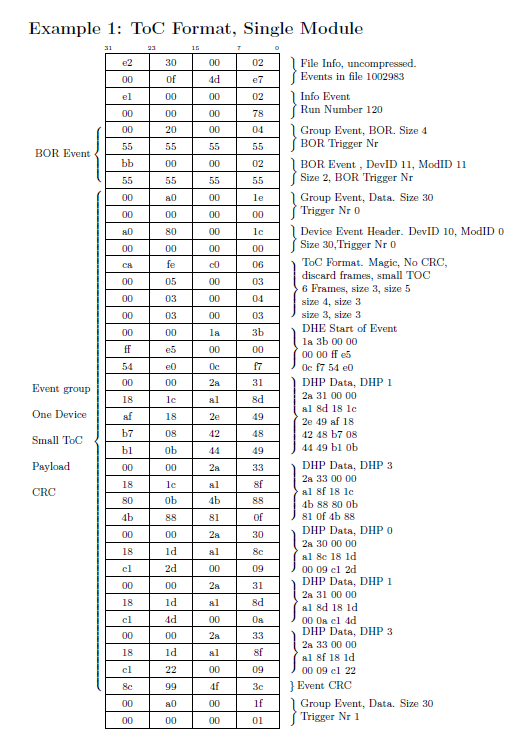 Example 1: ToC Format, Single Module
31 23 15 7 0
e2 30 00 02
00 0f 4d e7
e1 00 00 02
00 00 00 78
00 20 00 04
55 55 55 55
bb 00 00 02
55 55 55 55
00 a0 00 1e
00 00 00 00
a0 80 00 1c
00 00 00 00
ca fe c0 06
00 05 00 03
00 03 00 04
00 03 00 03
00 00 1a 3b
ff e5 00 00
54 e0 0c f7
00 00 2a 31
18 1c a1 8d
af 18 2e 49
b7 08 42 48
b1 0b 44 49
00 00 2a 33
18 1c a1 8f
80 0b 4b 88
4b 88 81 0f
00 00 2a 30
18 1d a1 8c
c1 2d 00 09
00 00 2a 31
18 1d a1 8d
c1 4d 00 0a
00 00 2a 33
18 1d a1 8f
c1 22 00 09
8c 99 4f 3c
00 a0 00 1f
00 00 00 01
BOR Event
Event group
One Device
Small ToC
Payload
CRC
File Info, uncompressed.
Events in file 1002983
Info Event
Run Number 120
Group Event, BOR. Size 4
BOR Trigger Nr
BOR Event , DevID 11, ModID 11
Size 2, BOR Trigger Nr
Group Event, Data. Size 30
Trigger Nr 0
Device Event Header. DevID 10, ModID 0
Size 30,Trigger Nr 0
ToC Format. Magic, No CRC,
discard frames, small TOC
6 Frames, size 3, size 5
size 4, size 3
size 3, size 3
DHE Start of Event
1a 3b 00 00
00 00 ff e5
0c f7 54 e0
DHP Data, DHP 1
2a 31 00 00
a1 8d 18 1c
2e 49 af 18
42 48 b7 08
44 49 b1 0b
DHP Data, DHP 3
2a 33 00 00
a1 8f 18 1c
4b 88 80 0b
81 0f 4b 88
DHP Data, DHP 0
2a 30 00 00
a1 8c 18 1d
00 09 c1 2d
DHP Data, DHP 1
2a 31 00 00
a1 8d 18 1d
00 0a c1 4d
DHP Data, DHP 3
2a 33 00 00
a1 8f 18 1d
00 09 c1 22
Event CRC
Group Event, Data. Size 30
Trigger Nr 1